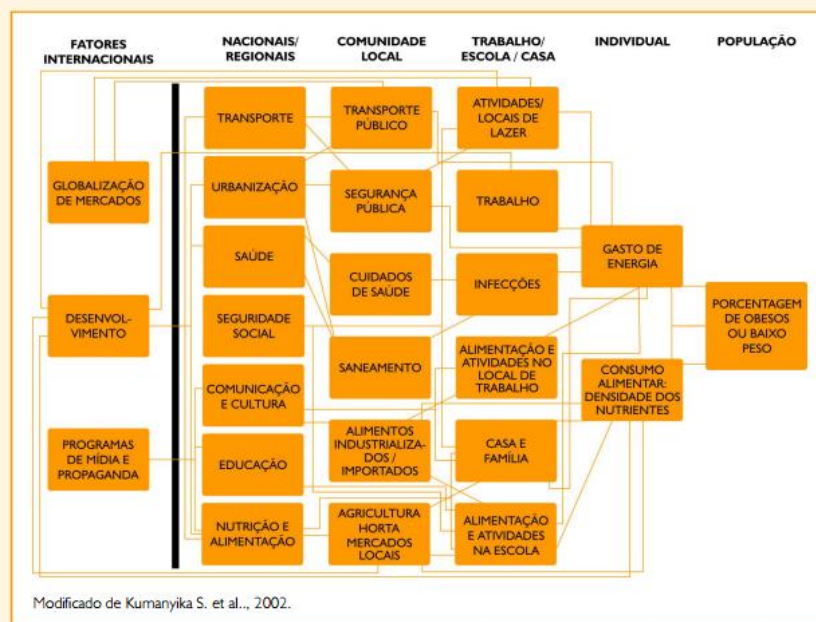 FATORES
INTERNACIONAIS
NACIONAIS/
REGIONAIS
COMUNIDADE
LOCAL
TRABALHO/
ESCOLA / CASA
INDIVIDUAL
POPULAÇÃO
GLOBALIZAÇÃO
DE MERCADOS
DESENVOL-
VIMENTO
PROGRAMAS
DE MÍDIA E
PROPAGANDA
TRANSPORTE
URBANIZAÇÃO
SAÚDE
SEGURIDADE
SOCIAL
COMUNICAÇÃO
E CULTURA
EDUCAÇÃO
NUTRIÇÃO E
ALIMENTAÇÃO
TRANSPORTE
PÚBLICO
SEGURANÇA
PÚBLICA
CUIDADOS
DE SAÚDE
SANEAMENTO
ALIMENTOS
INDUSTRIALIZA-
DOS /
IMPORTADOS
AGRICULTURA
HORTA
MERCADOS
LOCAIS
ATIVIDADES/
LOCAIS DE
LAZER
TRABALHO
INFECÇÕES
ALIMENTAÇÃO E
ATIVIDADES NO
LOCAL DE
TRABALHO
CASA E
FAMÍLIA
ALIMENTAÇÃO
E ATIVIDADES
NA ESCOLA
GASTO DE
ENERGIA
CONSUMO
ALIMENTAR:
DENSIDADE DOS
NUTRIENTES
PORCENTAGEM
DE OBESOS
OU BAIXO
PESO
Modificado de Kumanyika S. et al.., 2002.